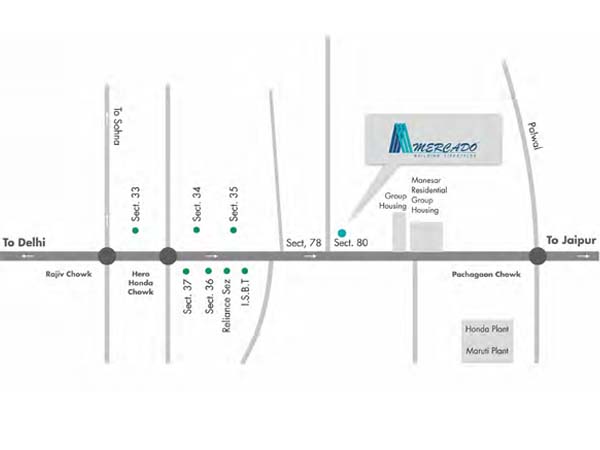 To Sohna
Palwal
MERCADO
BUILDING LIFESTYLES
Sect. 33
Sect. 34
Sect. 35
Group
Housing
Manesar
Residential
Group
Housing
To Delhi
Sect, 78
Sect. 80
To Jaipur
Rajiv Chowk
Hero
Honda
Chowk
Sect. 37
Sect. 36
Reliance Sez
I.S.B.T
Pachagaon Chowk
Honda Plant
Maruti Plant